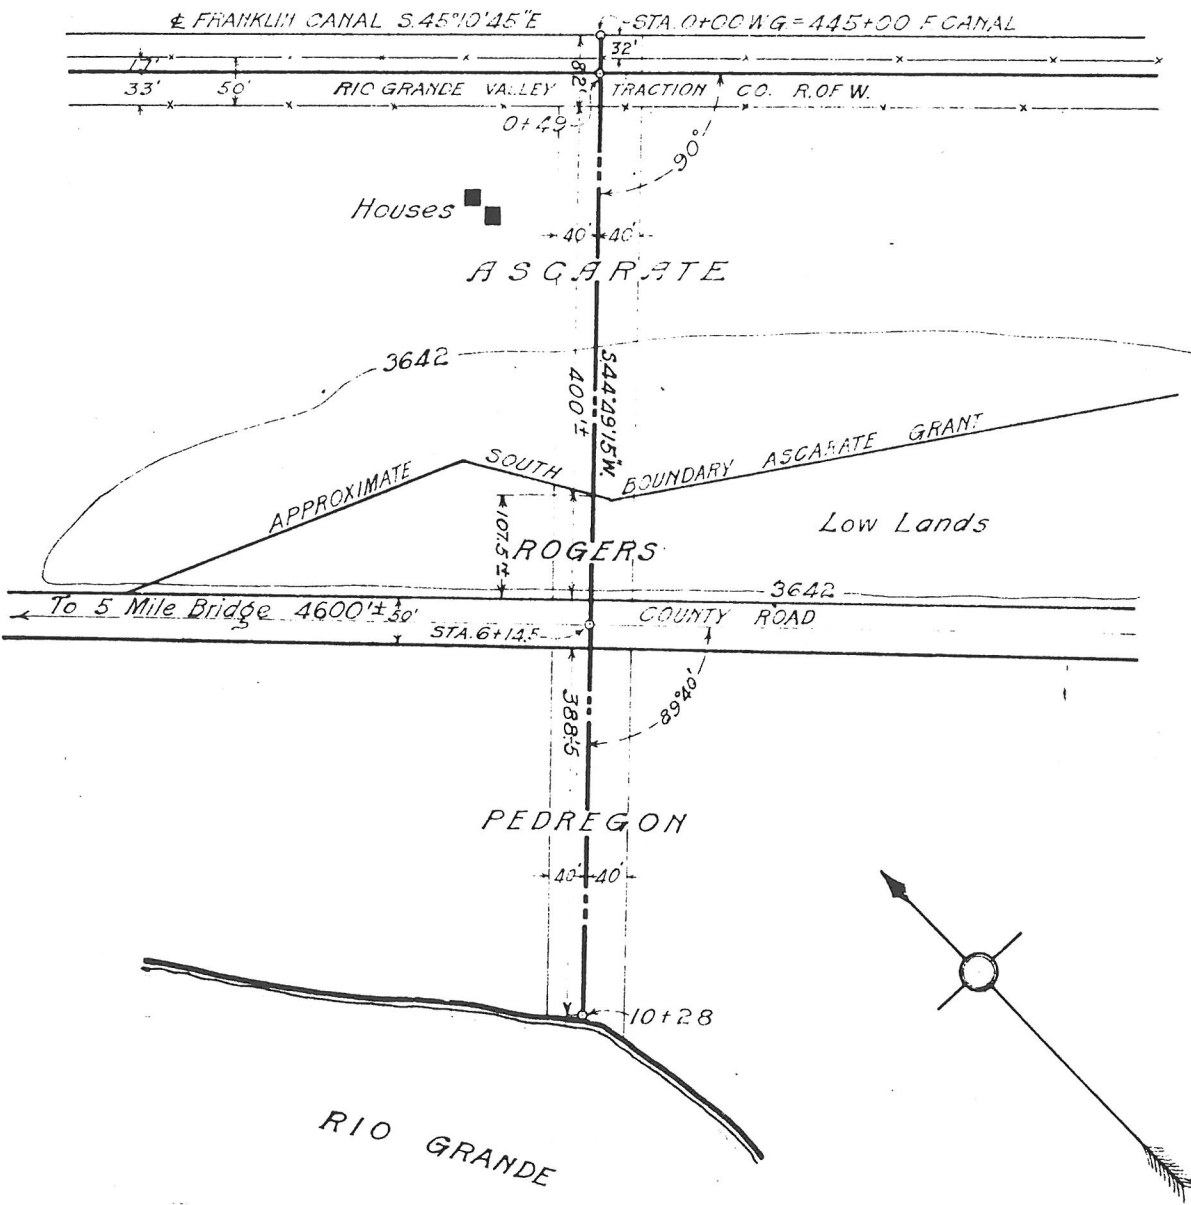 ℄ FRANKLIN CANAL S.45°10'45"E
STA. 0+00 W.G. = 445+00 F. CANAL
32'
17'
82'
33'
50'
RIO GRANDE VALLEY TRACTION CO. R. OF W.
0+49
90°
Houses
40' 40'
ASCARATE
3642
S.44°49'15"W.
400'±
APPROXIMATE SOUTH BOUNDARY ASCARATE GRANT
107.5'±
Low Lands
ROGERS
3642
To 5 Mile Bridge 4600'±
50'
COUNTY ROAD
STA. 6+14.5
89°40'
388.5
PEDREGON
40' 40'
10+28
RIO GRANDE